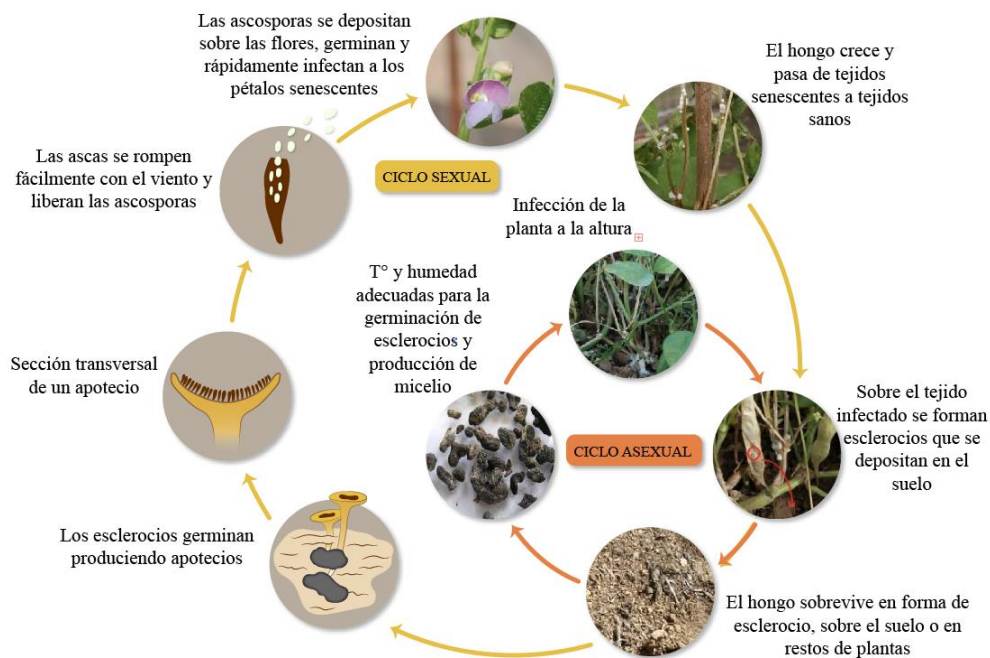 Las ascosporas se depositan
sobre las flores, germinan y
rápidamente infectan a los
pétalos senescentes
El hongo crece y
pasa de tejidos
senescentes a tejidos
sanos
Las ascas se rompen
fácilmente con el viento y
liberan las ascosporas
CICLO SEXUAL
Infección de la
planta a la altura
T° y humedad
adecuadas para la
germinación de
esclerocios y
producción de
micelio
Sección transversal
de un apotecio
CICLO ASEXUAL
Sobre el tejido
infectado se forman
esclerocios que se
depositan en el
suelo
Los esclerocios germinan
produciendo apotecios
El hongo sobrevive en forma de
esclerocio, sobre el suelo o en
restos de plantas